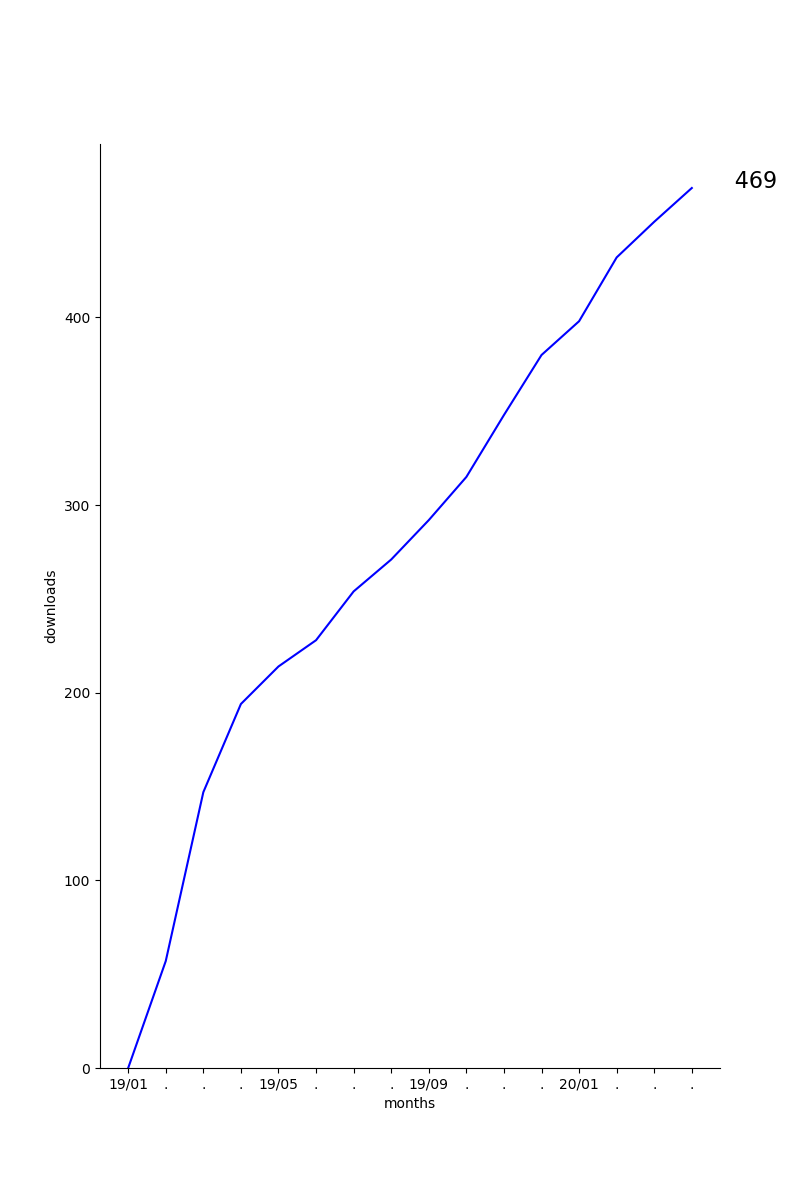 469
400
300
downloads
200
100
0
19/01 . . . 19/05 . . . 19/09 . . . 20/01 . . .
months